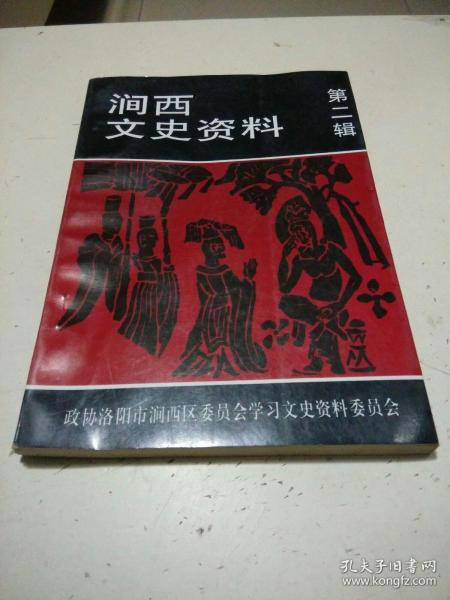 涧西
文史资料
第二辑
政协洛阳市涧西区委员会学习文史资料委员会
孔夫子旧书网
www.kongfz.com